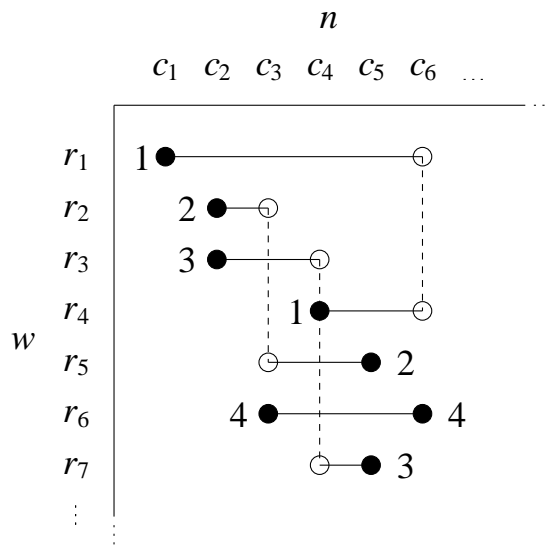 n
c₁ c₂ c₃ c₄ c₅ c₆ ...
r₁ 1
r₂ 2
r₃ 3
r₄ 1
w
r₅ 2
r₆ 4 4
r₇ 3